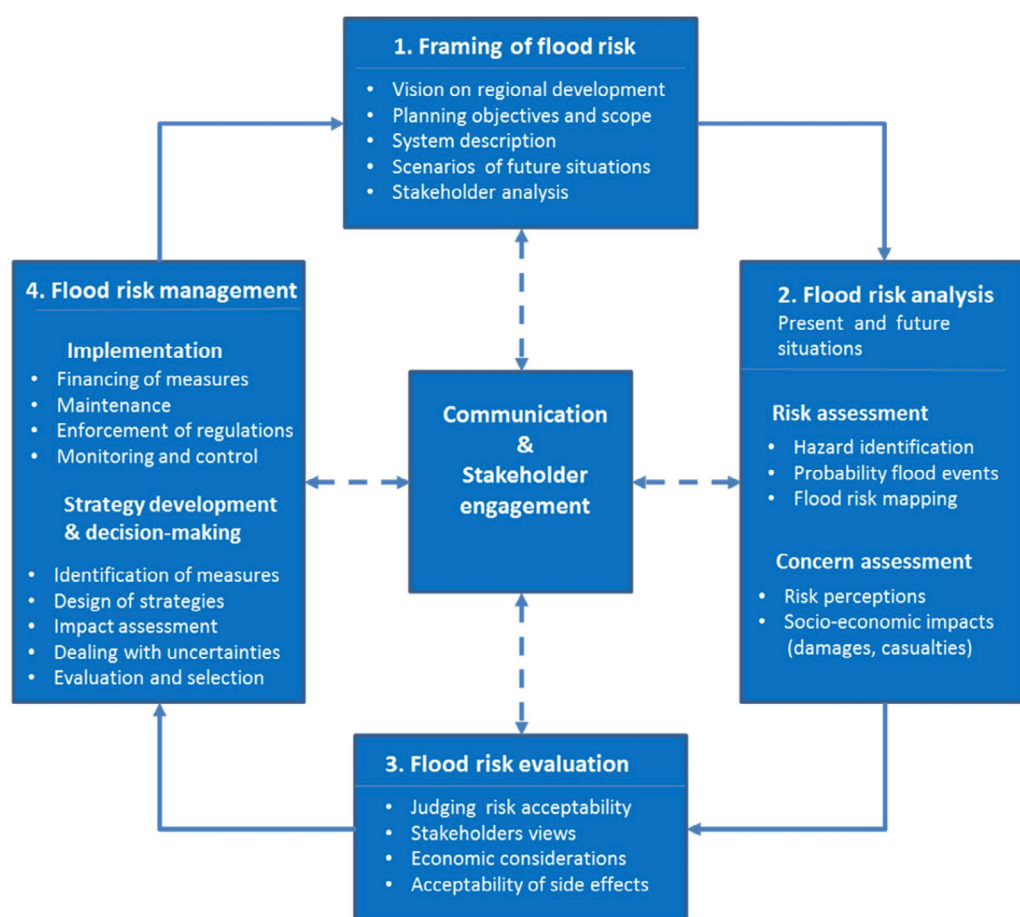 1. Framing of flood risk
• Vision on regional development
• Planning objectives and scope
• System description
• Scenarios of future situations
• Stakeholder analysis
2. Flood risk analysis
Present and future
situations
Risk assessment
• Hazard identification
• Probability flood events
• Flood risk mapping
Concern assessment
• Risk perceptions
• Socio-economic impacts
(damages, casualties)
3. Flood risk evaluation
• Judging risk acceptability
• Stakeholders views
• Economic considerations
• Acceptability of side effects
4. Flood risk management
Implementation
• Financing of measures
• Maintenance
• Enforcement of regulations
• Monitoring and control
Strategy development
& decision-making
• Identification of measures
• Design of strategies
• Impact assessment
• Dealing with uncertainties
• Evaluation and selection
Communication
&
Stakeholder
engagement